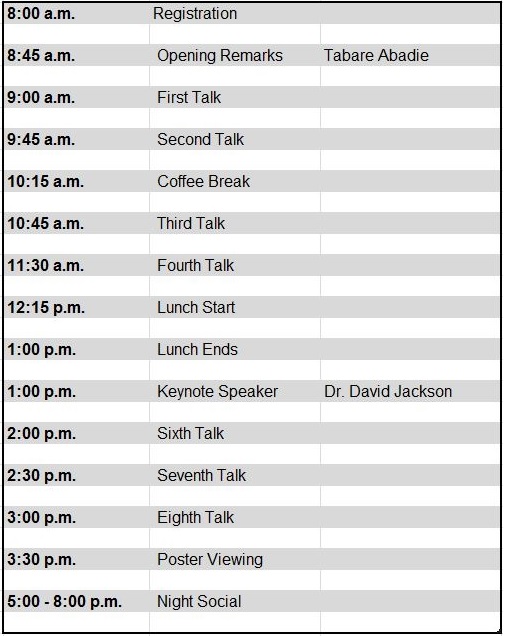 8:00 a.m. Registration
8:45 a.m. Opening Remarks Tabare Abadie
9:00 a.m. First Talk
9:45 a.m. Second Talk
10:15 a.m. Coffee Break
10:45 a.m. Third Talk
11:30 a.m. Fourth Talk
12:15 p.m. Lunch Start
1:00 p.m. Lunch Ends
1:00 p.m. Keynote Speaker Dr. David Jackson
2:00 p.m. Sixth Talk
2:30 p.m. Seventh Talk
3:00 p.m. Eighth Talk
3:30 p.m. Poster Viewing
5:00 - 8:00 p.m. Night Social